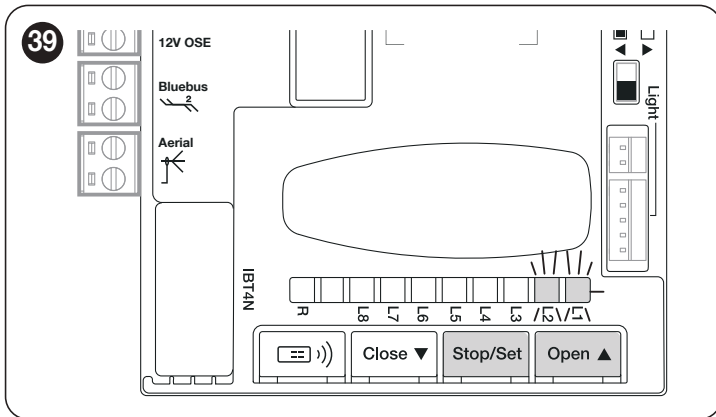 39
12V OSE
Bluebus
2
Aerial
Light
IBT4N
R
L8
L7
L6
L5
L4
L3
L2
L1
Close ▼
Stop/Set
Open ▲